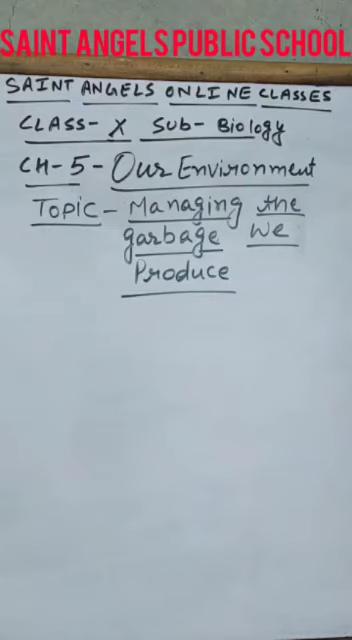 SAINT ANGELS PUBLIC SCHOOL
SAINT ANGELS ONLINE CLASSES
CLASS- X SUB- Biology
CH- 5 - Our Environment
Topic - Managing the
garbage we
Produce